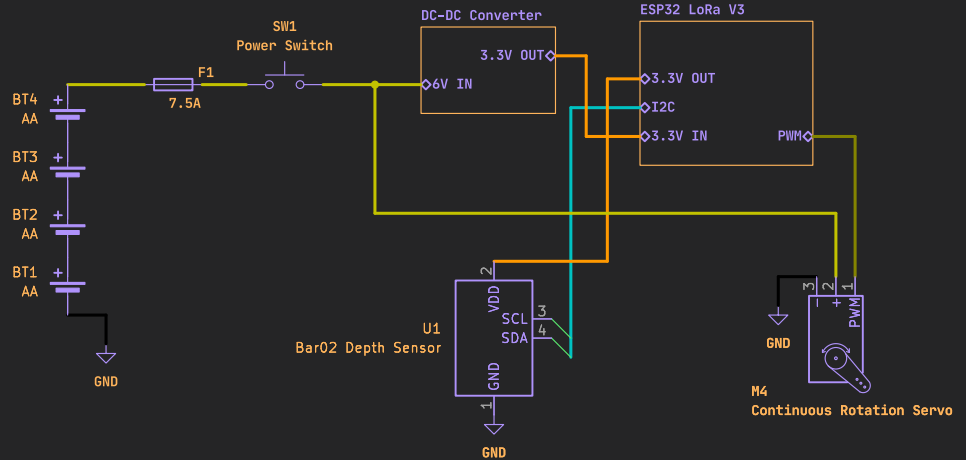 DC-DC Converter
ESP32 LoRa V3
SW1
Power Switch
3.3V OUT
6V IN
F1
7.5A
3.3V OUT
I2C
3.3V IN
PWM
BT4
AA
+
BT3
AA
+
BT2
AA
+
BT1
AA
+
GND
U1
Bar02 Depth Sensor
2
VDD
SCL
3
SDA
4
GND
1
GND
3
2
1
−
+
PWM
GND
M4
Continuous Rotation Servo